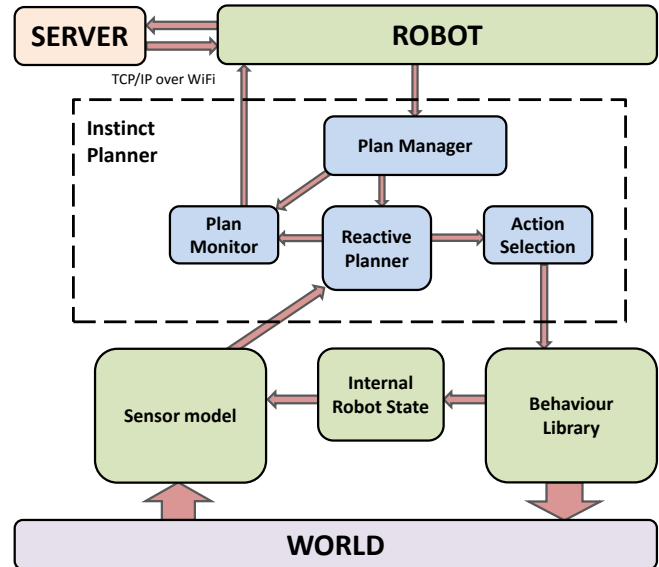 SERVER
ROBOT
TCP/IP over WiFi
Instinct
Planner
Plan Manager
Plan
Monitor
Reactive
Planner
Action
Selection
Sensor model
Internal
Robot State
Behaviour
Library
WORLD